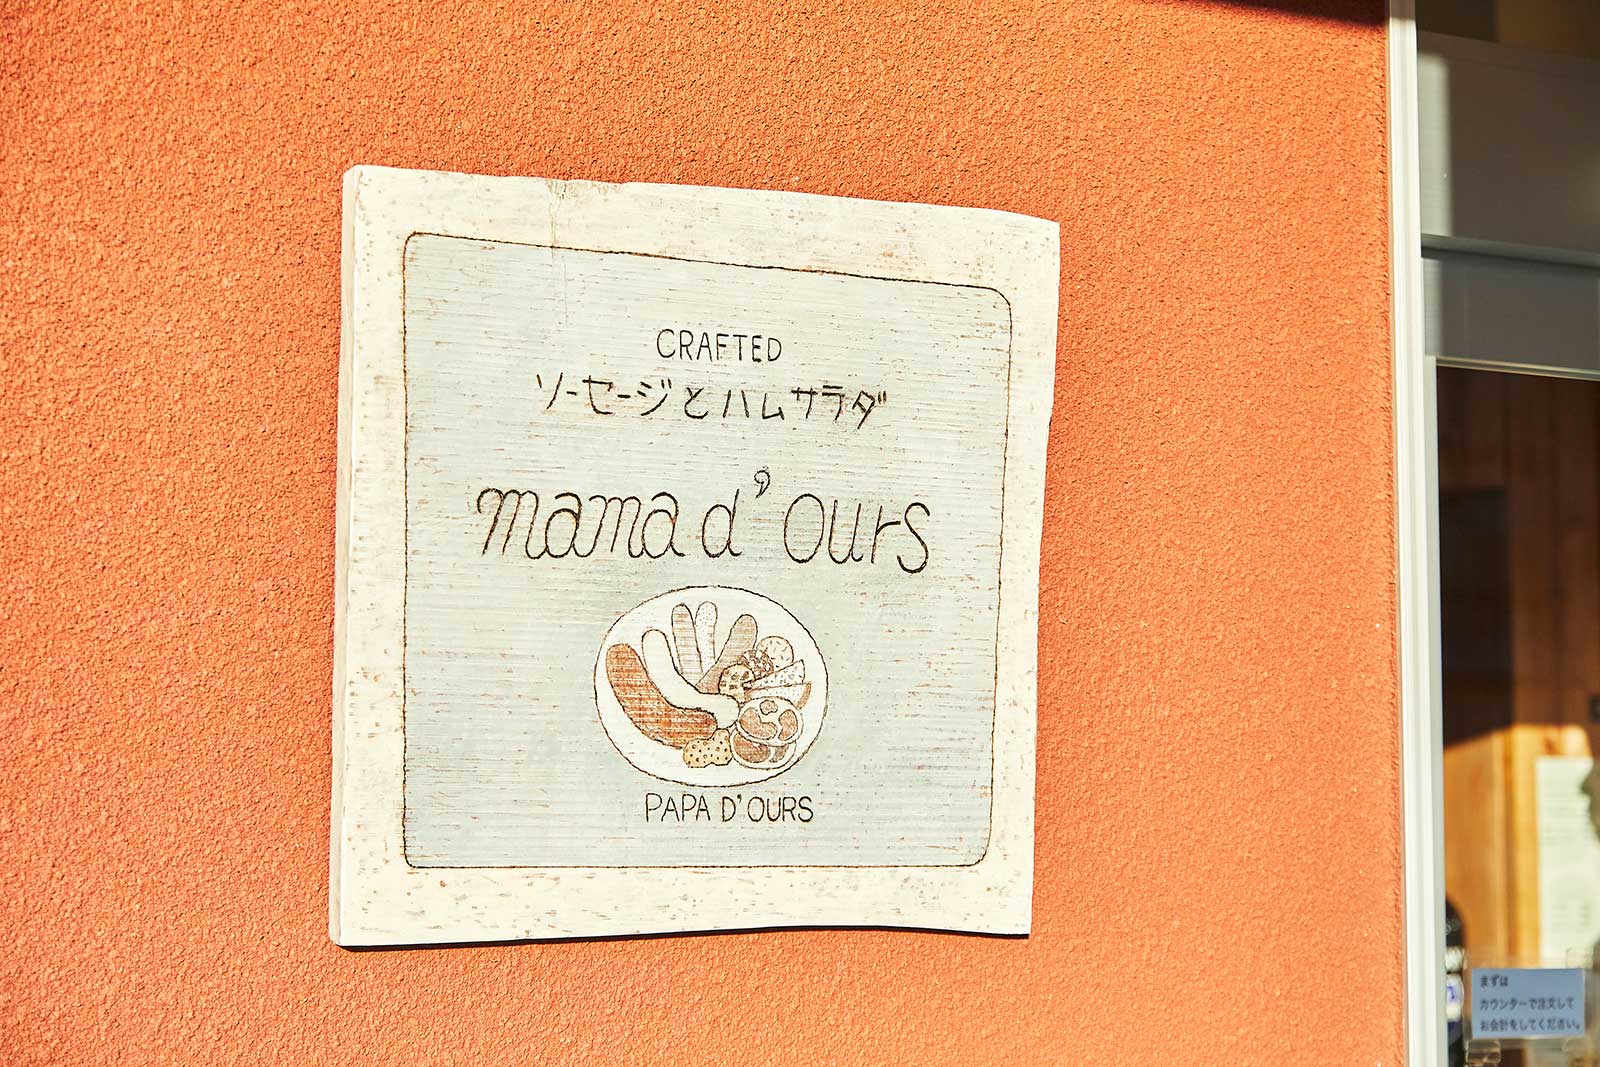 CRAFTED
ソーセージとハムサラダ
mama d'ours
PAPA D'OURS
まずは
カウンターで注文して
お会計をしてください。